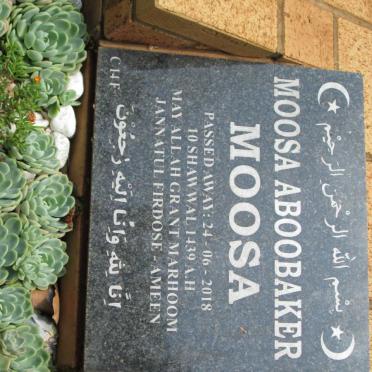 بسم الله الرحمن الرحيم
MOOSA ABOOBAKER
MOOSA
PASSED AWAY : 24 - 06 - 2018
10 SHAWWAL 1439 A.H
MAY ALLAH GRANT MARHOOM
JANNATUL FIRDOSE - AMEEN
انا لله وانا اليه رجعون
CHF